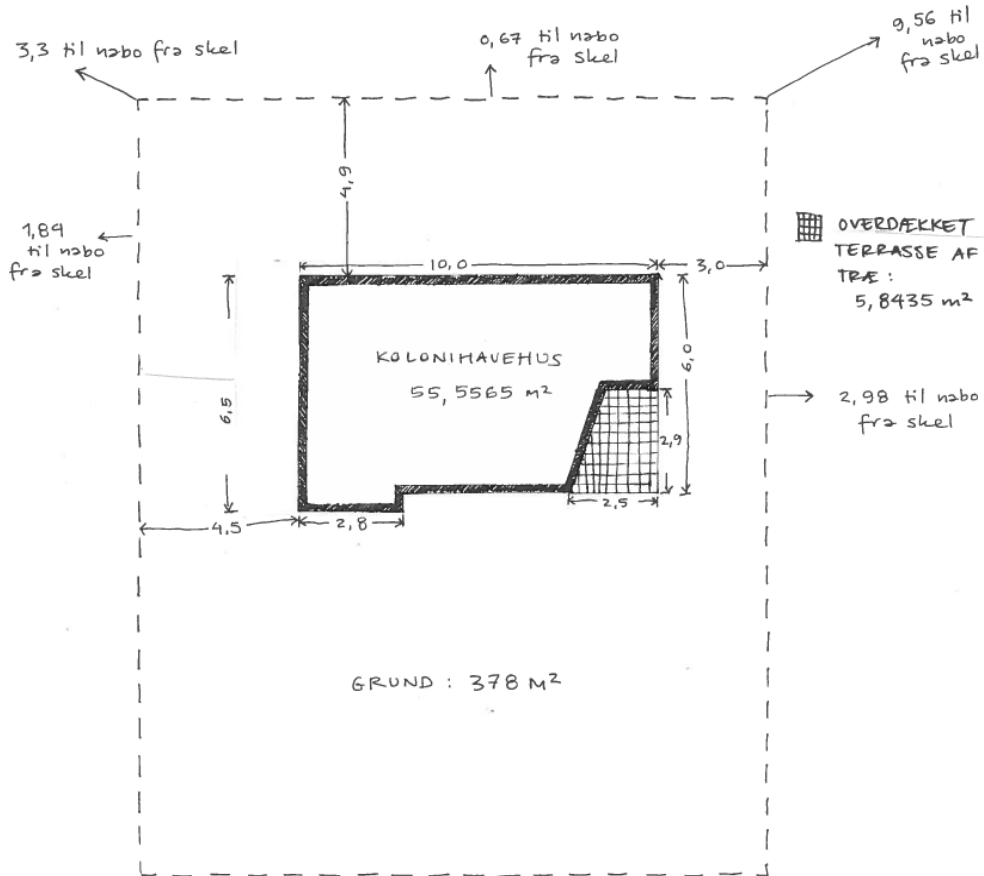 3,3 til nabo fra skel
0,67 til nabo
fra skel
9,56 til
nabo
fra skel
4,9
1,84
til nabo
fra skel
OVERDÆKKET
TERRASSE AF
TRÆ :
5,8435 m²
10,0
3,0
KOLONIHAVEHUS
55,5565 m²
6,5
6,0
2,9
2,98 til nabo
fra skel
2,5
4,5
2,8
GRUND : 378 M²